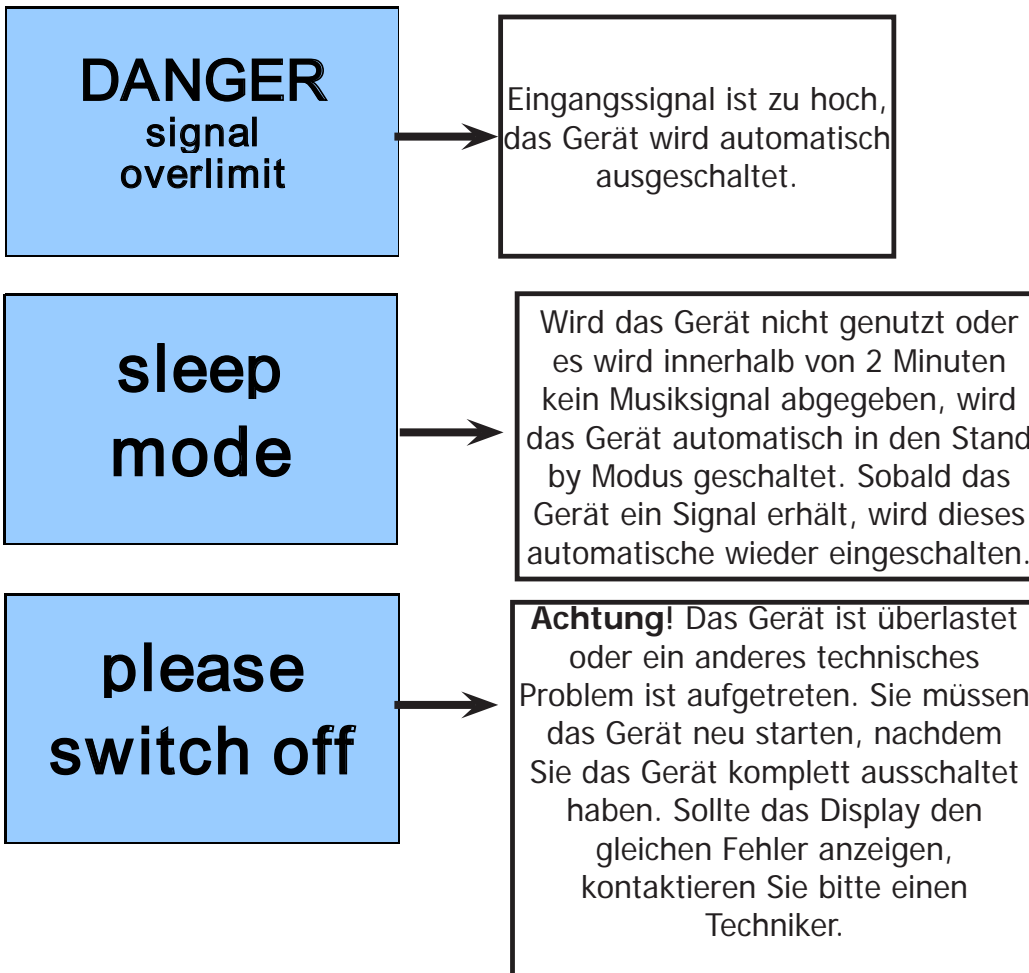 DANGER
signal
overlimit
Eingangssignal ist zu hoch,
das Gerät wird automatisch
ausgeschaltet.
sleep
mode
Wird das Gerät nicht genutzt oder
es wird innerhalb von 2 Minuten
kein Musiksignal abgegeben, wird
das Gerät automatisch in den Stand
by Modus geschaltet. Sobald das
Gerät ein Signal erhält, wird dieses
automatische wieder eingeschalten.
please
switch off
Achtung! Das Gerät ist überlastet
oder ein anderes technisches
Problem ist aufgetreten. Sie müssen
das Gerät neu starten, nachdem
Sie das Gerät komplett ausschaltet
haben. Sollte das Display den
gleichen Fehler anzeigen,
kontaktieren Sie bitte einen
Techniker.